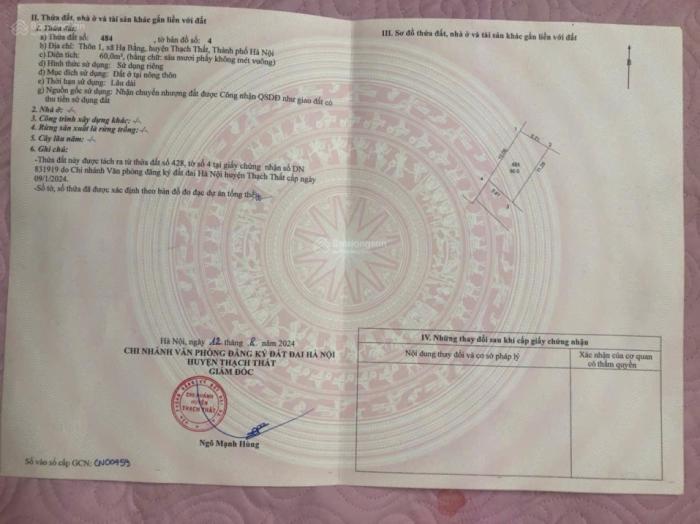 II. Thửa đất, nhà ở và tài sản khác gắn liền với đất
1. Thửa đất:
a) Thửa đất số: 484 , tờ bản đồ số: 4
b) Địa chỉ: Thôn 1, xã Hạ Bằng, huyện Thạch Thất, Thành phố Hà Nội
c) Diện tích: 60,0m², (bằng chữ: sáu mươi phẩy không mét vuông)
d) Hình thức sử dụng: Sử dụng riêng
đ) Mục đích sử dụng: Đất ở tại nông thôn
e) Thời hạn sử dụng: Lâu dài
g) Nguồn gốc sử dụng: Nhận chuyển nhượng đất được Công nhận QSDĐ như giao đất có
thu tiền sử dụng đất
2. Nhà ở: -/-
3. Công trình xây dựng khác: -/-
4. Rừng sản xuất là rừng trồng: -/-
5. Cây lâu năm: -/-
6. Ghi chú:
-Thửa đất này được tách ra từ thửa đất số 428, tờ số 4 tại giấy chứng nhận số DN
831919 do Chi nhánh Văn phòng đăng ký đất đai Hà Nội huyện Thạch Thất cấp ngày
09/1/2024.
-Số tờ, số thửa đã được xác định theo bản đồ đo đạc dự án tổng thể
Hà Nội, ngày 12 tháng 6 năm 2024
CHI NHÁNH VĂN PHÒNG ĐĂNG KÝ ĐẤT ĐAI HÀ NỘI
HUYỆN THẠCH THẤT
GIÁM ĐỐC
CHI NHÁNH
HUYỆN
THẠCH THẤT
Ngô Mạnh Hùng
Số vào sổ cấp GCN: CN00459
III. Sơ đồ thửa đất, nhà ở và tài sản khác gắn liền với đất
B
1
2
484
60.0
3
Batdongsan
IV. Những thay đổi sau khi cấp giấy chứng nhận
Nội dung thay đổi và cơ sở pháp lý
Xác nhận của cơ quan
có thẩm quyền